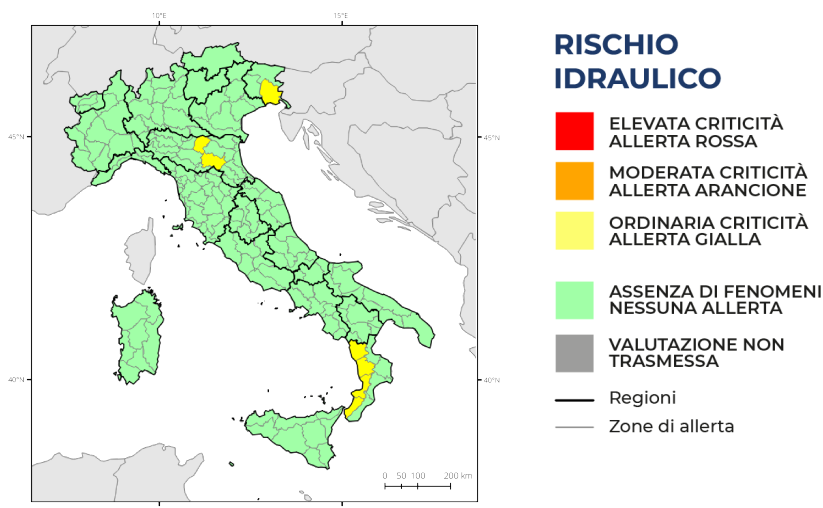 10°E 15°E
45°N 45°N
40°N 40°N
0 50 100 200 km
RISCHIO
IDRAULICO
ELEVATA CRITICITÀ
ALLERTA ROSSA
MODERATA CRITICITÀ
ALLERTA ARANCIONE
ORDINARIA CRITICITÀ
ALLERTA GIALLA
ASSENZA DI FENOMENI
NESSUNA ALLERTA
VALUTAZIONE NON
TRASMESSA
Regioni
Zone di allerta